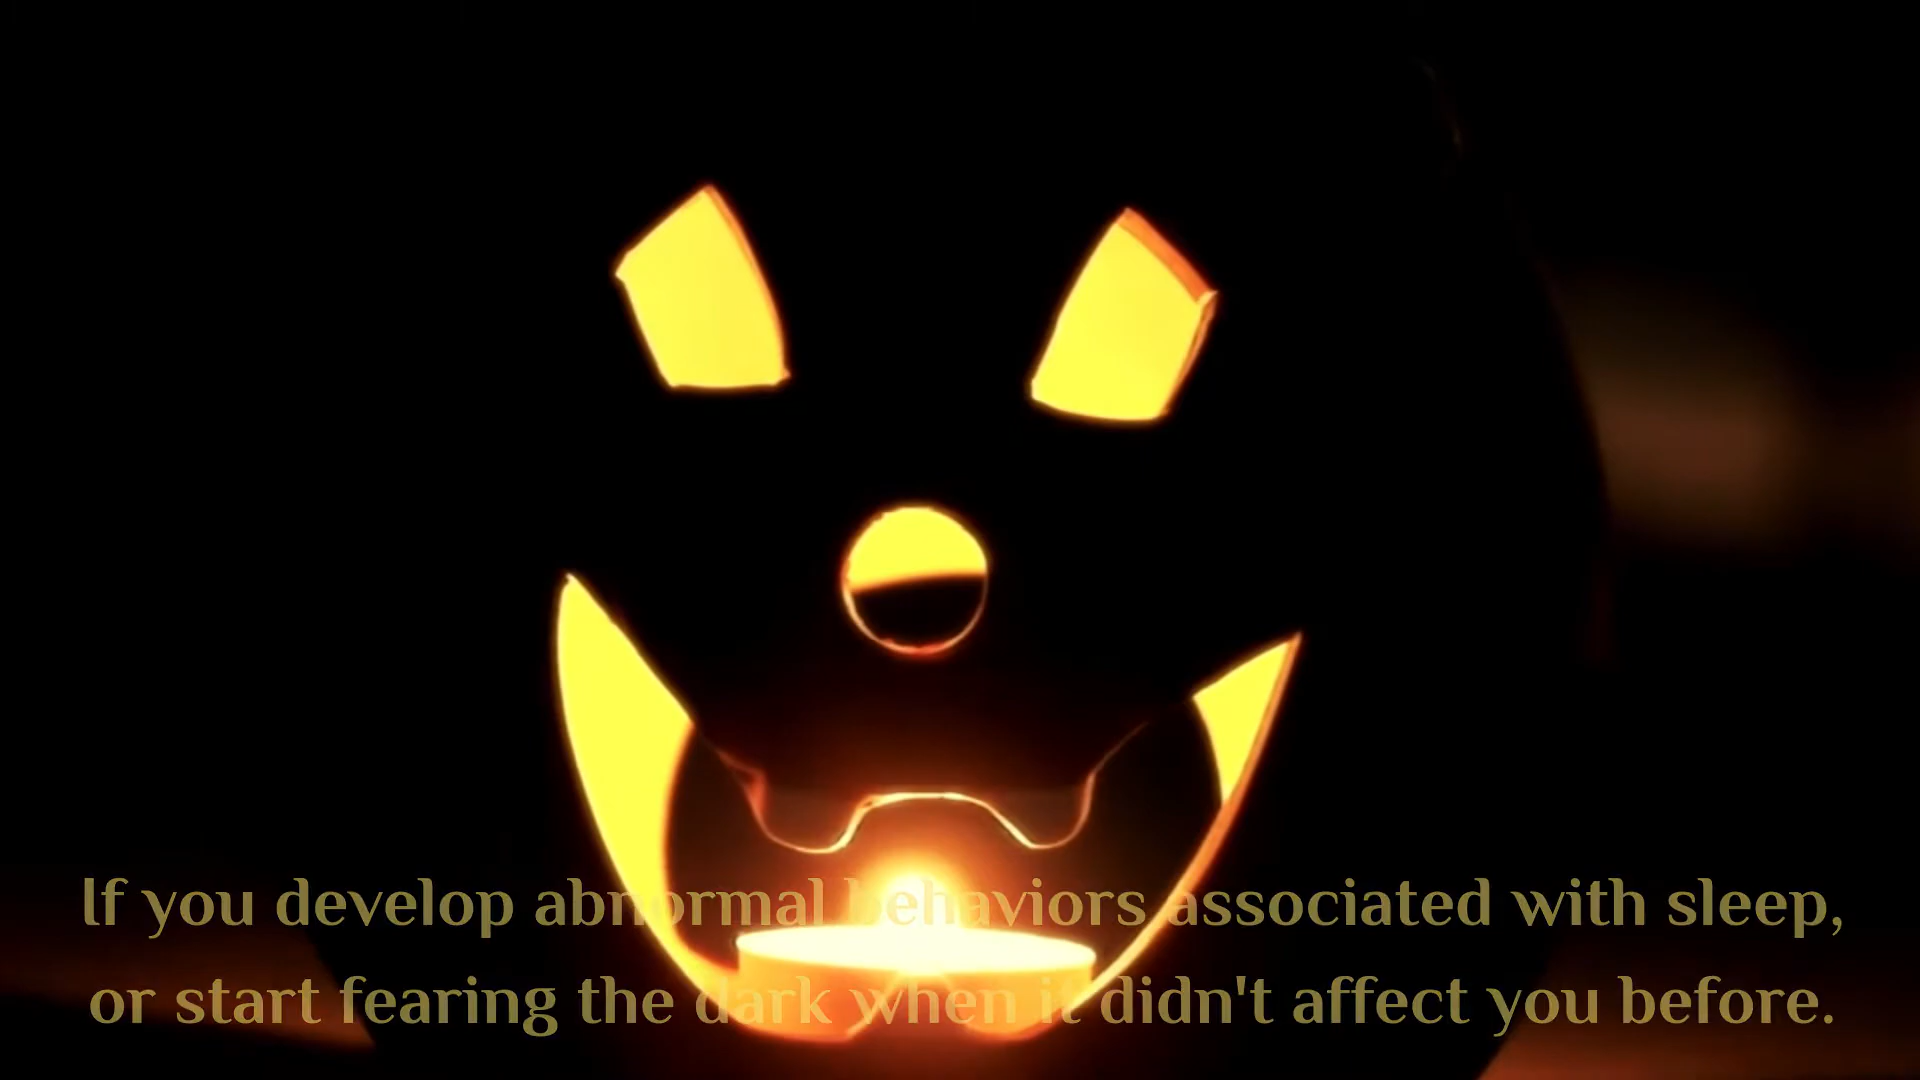 If you develop abnormal behaviors associated with sleep,
or start fearing the dark when it didn't affect you before.